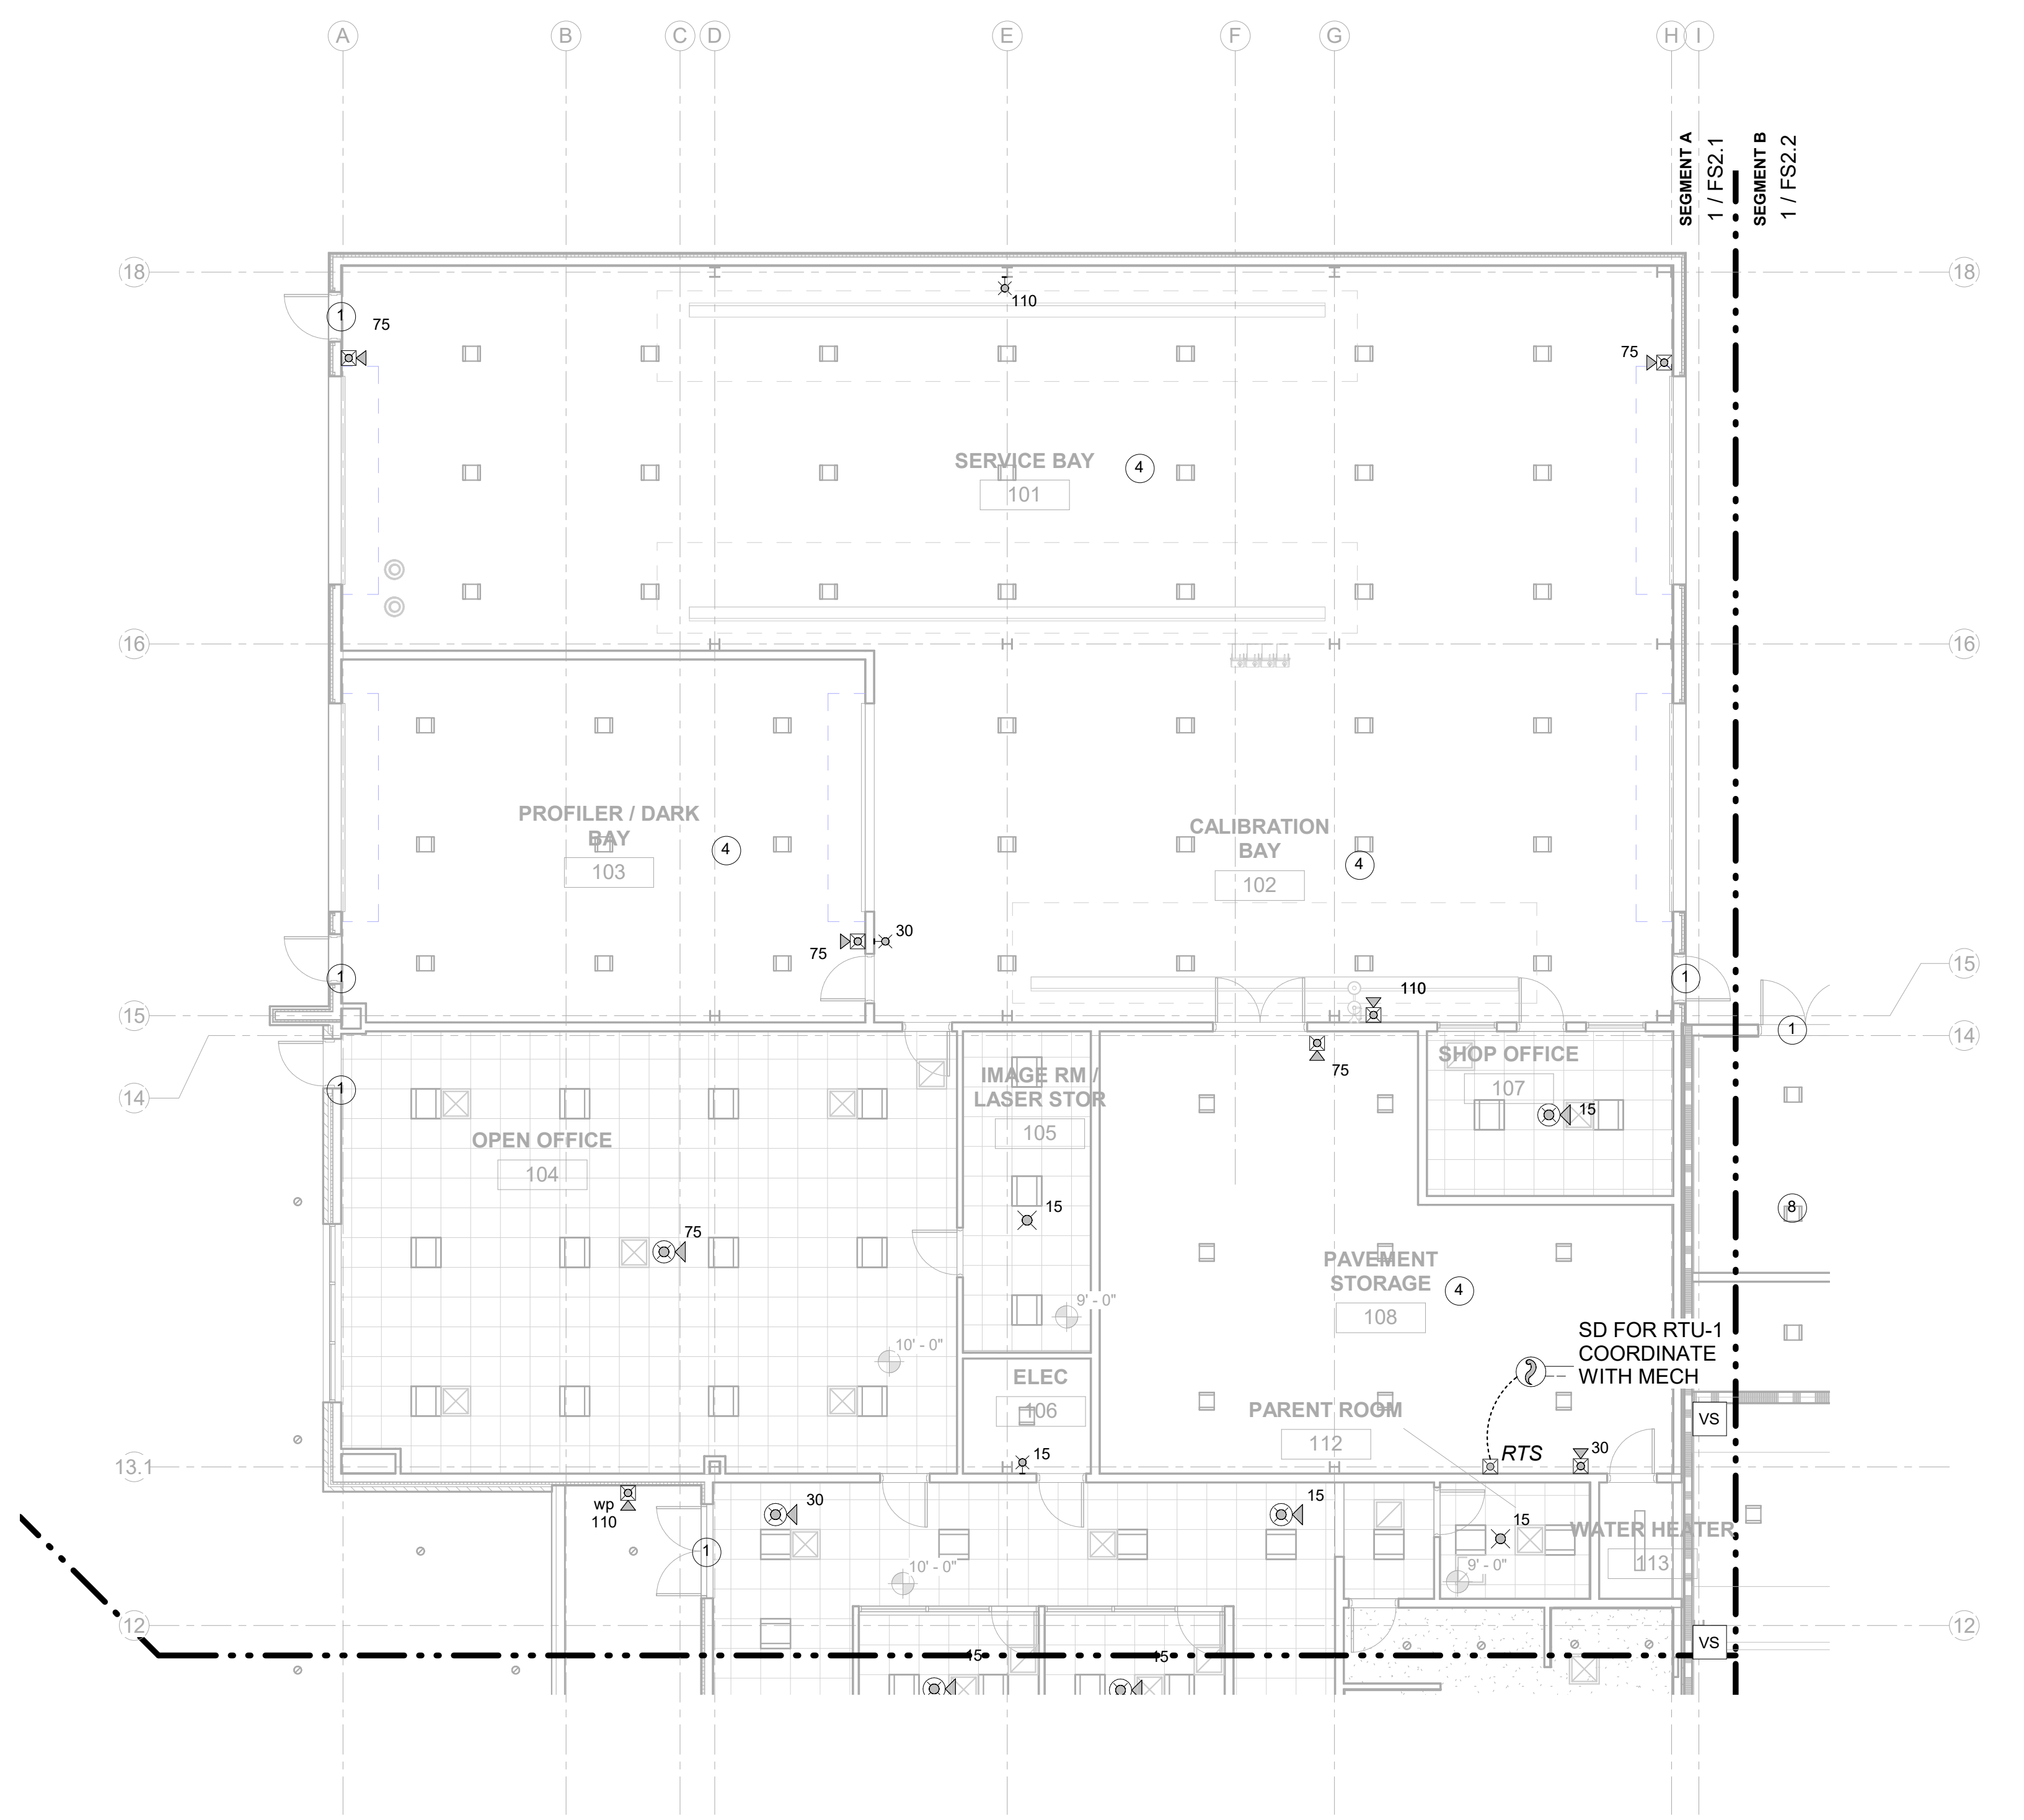 A B C D E F G H I
SEGMENT A
1 / FS2.1
SEGMENT B
1 / FS2.2
18
18
110
1
75
75
SERVICE BAY
4
101
16
16
PROFILER / DARK
BAY
103
4
CALIBRATION
BAY
102
4
30
75
1
1
15
110
15
1
14
75
SHOP OFFICE
107
15
IMAGE RM /
LASER STOR
105
1
14
OPEN OFFICE
104
15
8
75
PAVEMENT
STORAGE
108
4
9' - 0"
10' - 0"
SD FOR RTU-1
COORDINATE
WITH MECH
ELEC
106
PARENT ROOM
112
VS
15
RTS
30
13.1
wp
110
30
15
15
WATER HEATER
113
1
10' - 0"
9' - 0"
12
12
VS
15
15